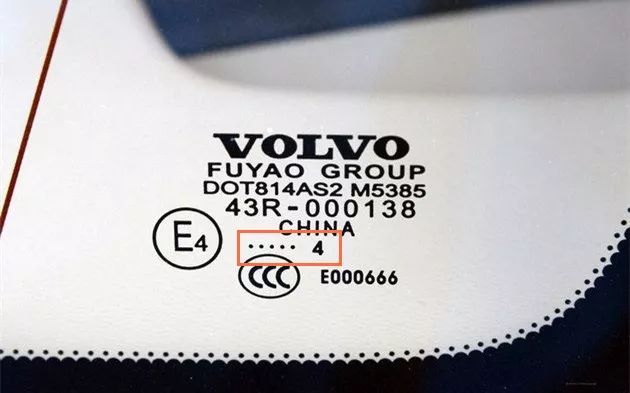 VOLVO
FUYAO GROUP
DOT814AS2 M5385
43R-000138
CHINA
E4 ····· 4
CCC E000666